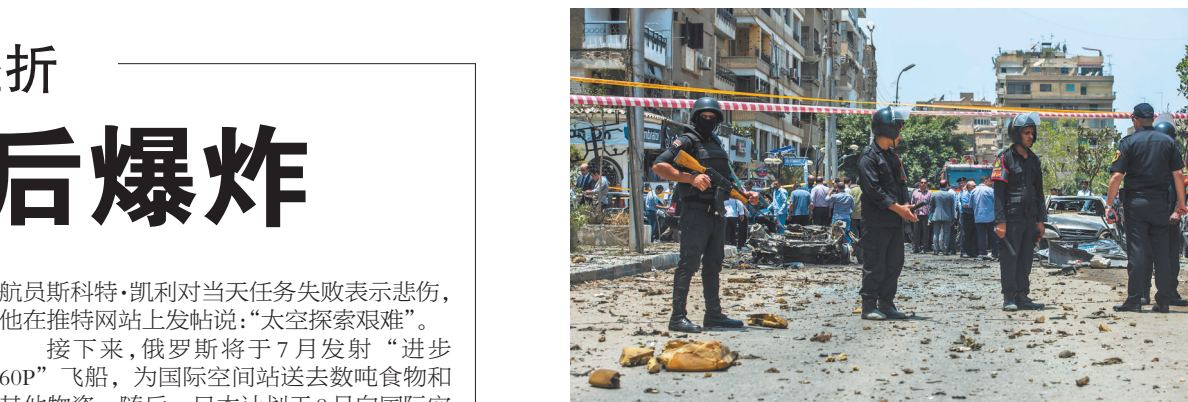 折
后爆炸
航员斯科特·凯利对当天任务失败表示悲伤，
他在推特网站上发帖说：“太空探索艰难”。
接下来，俄罗斯将于7月发射“进步
60P”飞船，为国际空间站送去数吨食物和